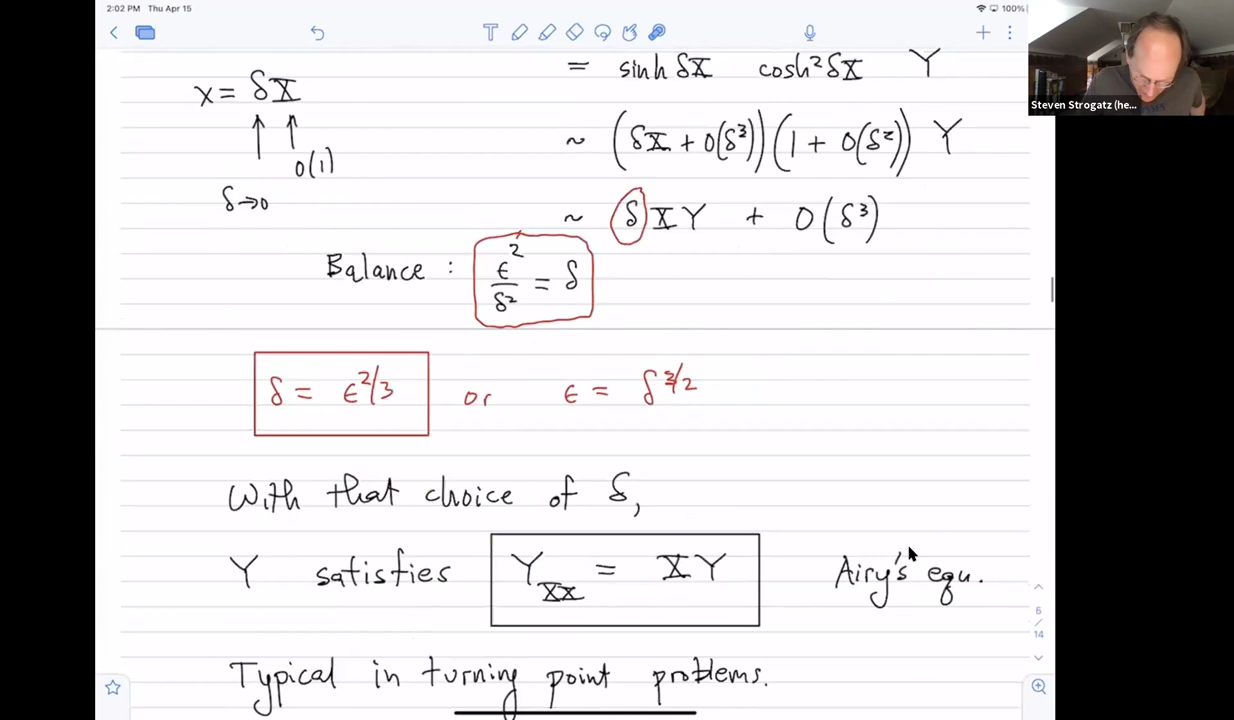 2:02 PM Thu Apr 15
100%
= sinh δX cosh² δX Y
x = δX
~ (δX + O(δ³)) (1 + O(δ²)) Y
O(1)
δ→0
~ δ X Y + O(δ³)
Balance : ε²/δ² = δ
δ = ε^2/3 or ε = δ^3/2
With that choice of δ,
Y satisfies Y_XX = X Y Airy's equ.
Typical in turning point problems.
Steven Strogatz (he...
6
/
14